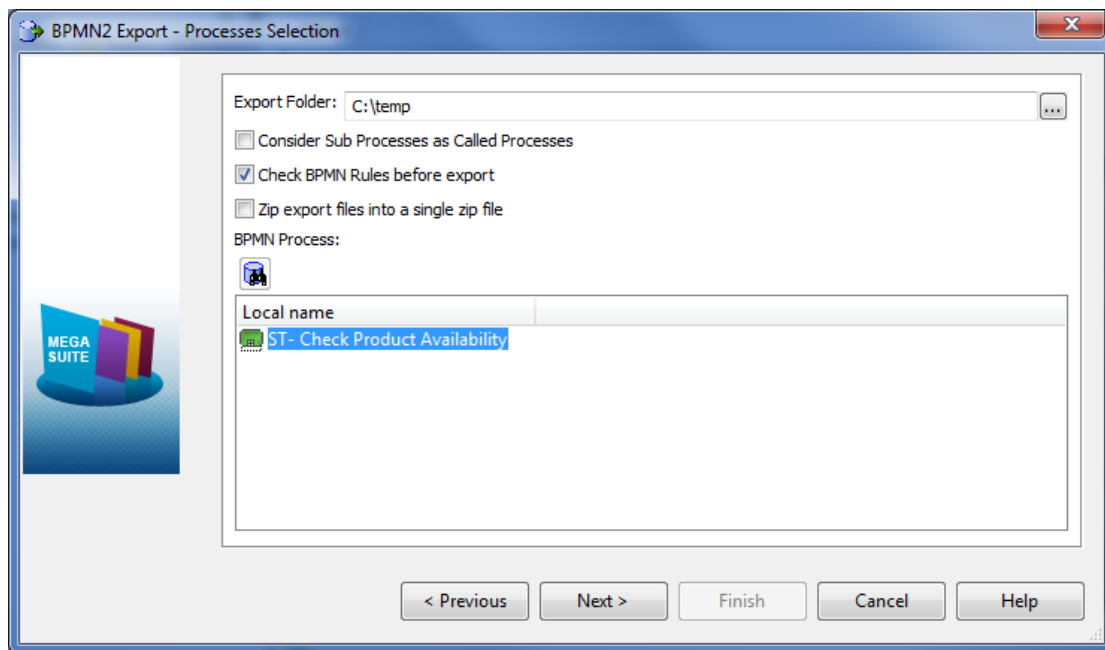 BPMN2 Export - Processes Selection
Export Folder: C:\temp ...
Consider Sub Processes as Called Processes
Check BPMN Rules before export
Zip export files into a single zip file
BPMN Process:
Local name
ST- Check Product Availability
MEGA
SUITE
< Previous Next > Finish Cancel Help